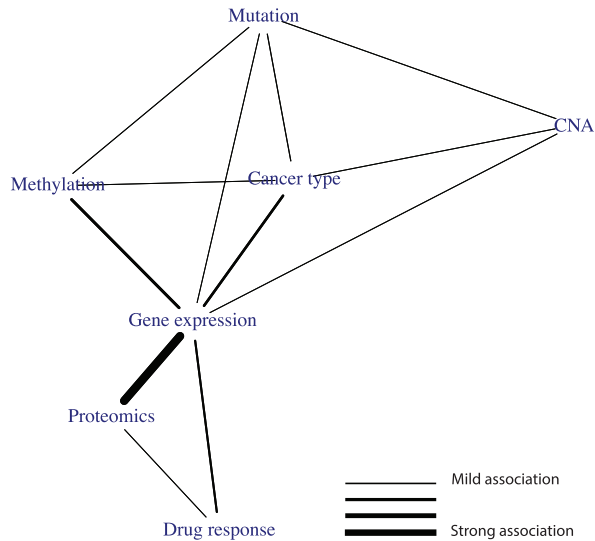 Mutation
CNA
Methylation
Cancer type
Gene expression
Proteomics
Drug response
Mild association
Strong association